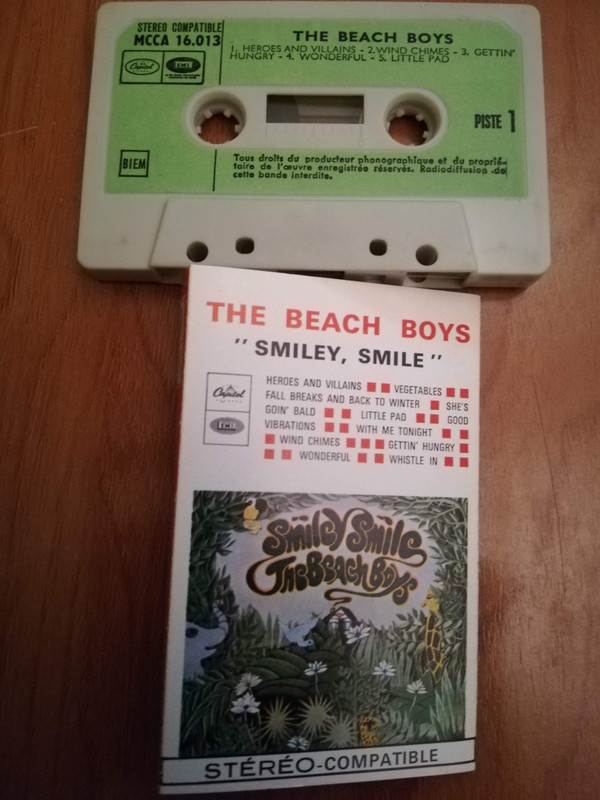 STEREO COMPATIBLE
MCCA 16.013
Capitol
EMI
THE BEACH BOYS
1. HEROES AND VILLAINS - 2.WIND CHIMES - 3. GETTIN'
HUNGRY - 4. WONDERFUL - 5. LITTLE PAD
PISTE 1
BIEM
Tous droits du producteur phonographique et du proprié-
taire de l'œuvre enregistrée réservés. Radiodiffusion de
cette bande interdite.
THE BEACH BOYS
"SMILEY, SMILE"
Capitol
EMI
HEROES AND VILLAINS VEGETABLES
FALL BREAKS AND BACK TO WINTER SHE'S
GOIN' BALD LITTLE PAD GOOD
VIBRATIONS WITH ME TONIGHT
WIND CHIMES GETTIN' HUNGRY
WONDERFUL WHISTLE IN
Smiley Smile
The Beach Boys
STÉRÉO-COMPATIBLE